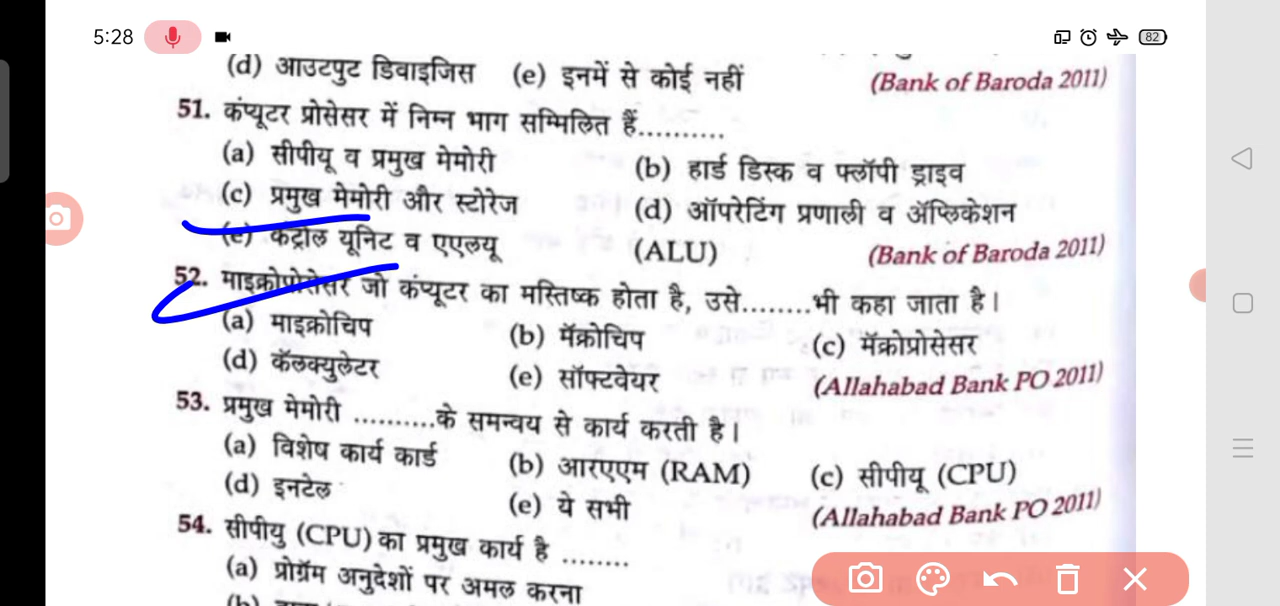 5:28
82
(d) आउटपुट डिवाइजिस (e) इनमें से कोई नहीं (Bank of Baroda 2011)
51. कंप्यूटर प्रोसेसर में निम्न भाग सम्मिलित हैं..........
(a) सीपीयू व प्रमुख मेमोरी (b) हार्ड डिस्क व फ्लॉपी ड्राइव
(c) प्रमुख मेमोरी और स्टोरेज (d) ऑपरेटिंग प्रणाली व ॲप्लिकेशन
(e) कंट्रोल यूनिट व एएलयू (ALU) (Bank of Baroda 2011)
52. माइक्रोप्रोसेसर जो कंप्यूटर का मस्तिष्क होता है, उसे........भी कहा जाता है।
(a) माइक्रोचिप (b) मॅक्रोचिप (c) मॅक्रोप्रोसेसर
(d) कॅलक्युलेटर (e) सॉफ्टवेयर (Allahabad Bank PO 2011)
53. प्रमुख मेमोरी ..........के समन्वय से कार्य करती है।
(a) विशेष कार्य कार्ड (b) आरएएम (RAM) (c) सीपीयू (CPU)
(d) इनटेल (e) ये सभी (Allahabad Bank PO 2011)
54. सीपीयु (CPU) का प्रमुख कार्य है ........
(a) प्रोग्रॅम अनुदेशों पर अमल करना